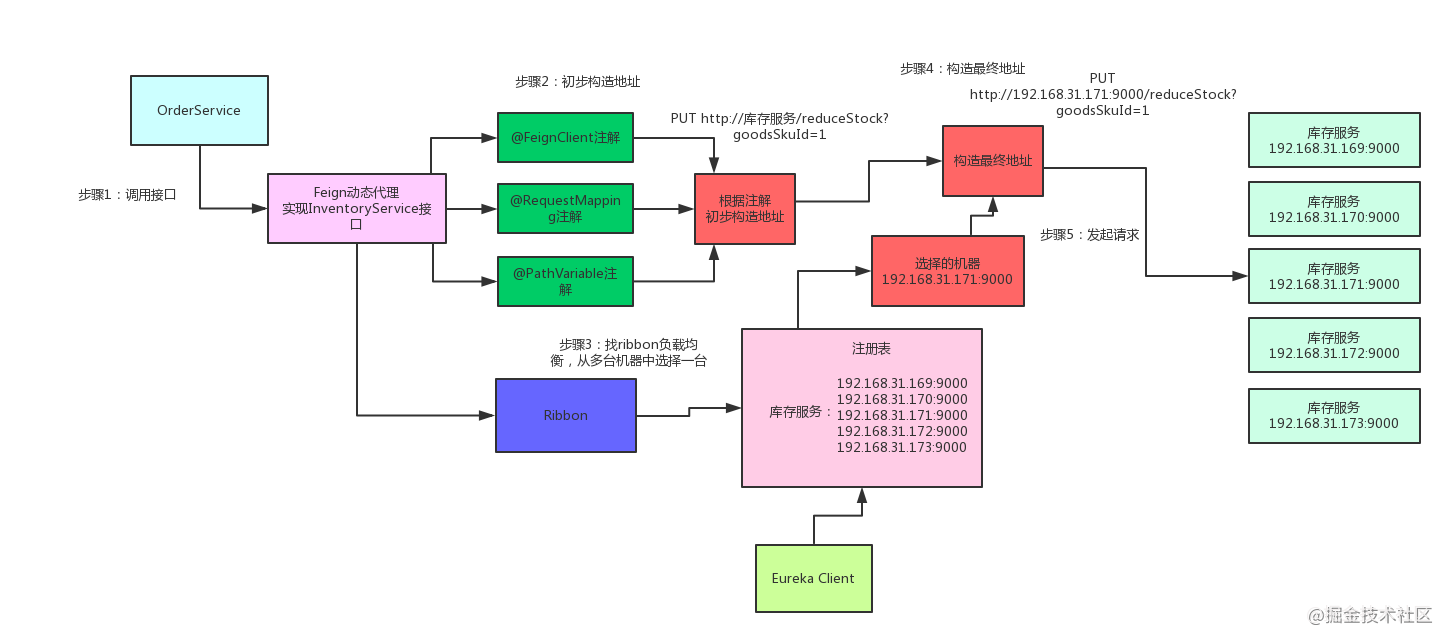 OrderService
步骤1：调用接口
Feign动态代理
实现InventoryService接
口
步骤2：初步构造地址
@FeignClient注解
@RequestMappin
g注解
@PathVariable注
解
PUT http://库存服务/reduceStock?
goodsSkuId=1
根据注解
初步构造地址
步骤3：找ribbon负载均
衡，从多台机器中选择一台
Ribbon
注册表
库存服务：
192.168.31.169:9000
192.168.31.170:9000
192.168.31.171:9000
192.168.31.172:9000
192.168.31.173:9000
Eureka Client
选择的机器
192.168.31.171:9000
步骤4：构造最终地址
PUT
http://192.168.31.171:9000/reduceStock?
goodsSkuId=1
构造最终地址
步骤5：发起请求
库存服务
192.168.31.169:9000
库存服务
192.168.31.170:9000
库存服务
192.168.31.171:9000
库存服务
192.168.31.172:9000
库存服务
192.168.31.173:9000
@掘金技术社区